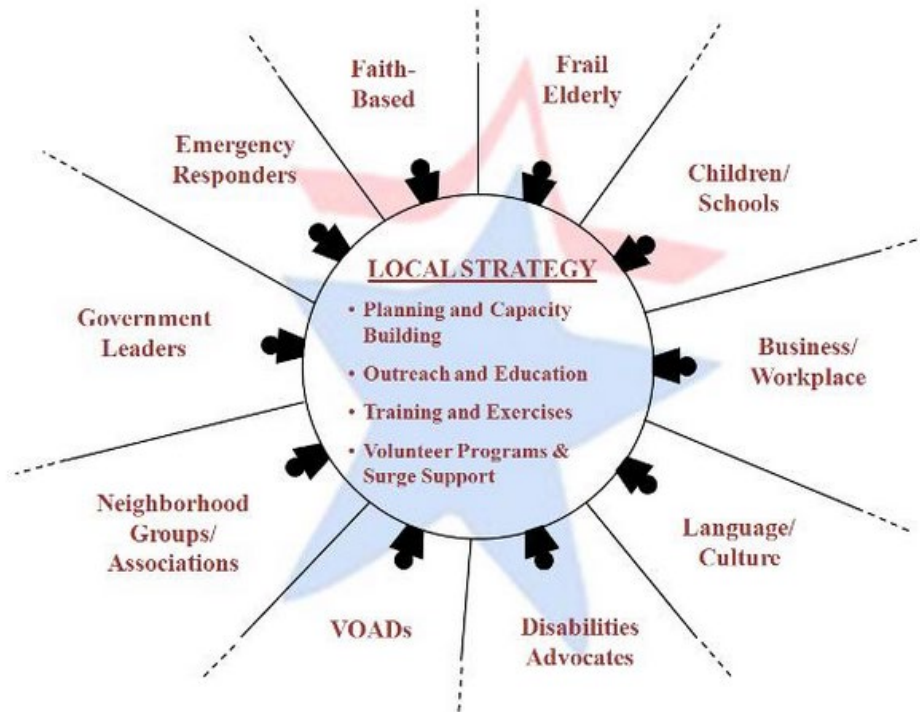 Faith-
Based
Frail
Elderly
Emergency
Responders
Children/
Schools
LOCAL STRATEGY
• Planning and Capacity
Building
• Outreach and Education
• Training and Exercises
• Volunteer Programs &
Surge Support
Government
Leaders
Business/
Workplace
Neighborhood
Groups/
Associations
Language/
Culture
VOADs
Disabilities
Advocates